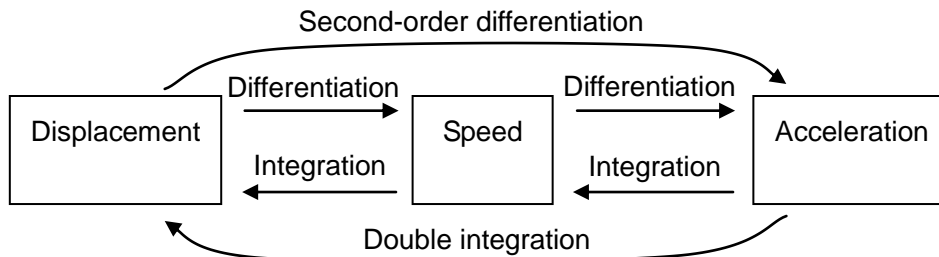 Second-order differentiation
Differentiation
Differentiation
Displacement
Speed
Acceleration
Integration
Integration
Double integration